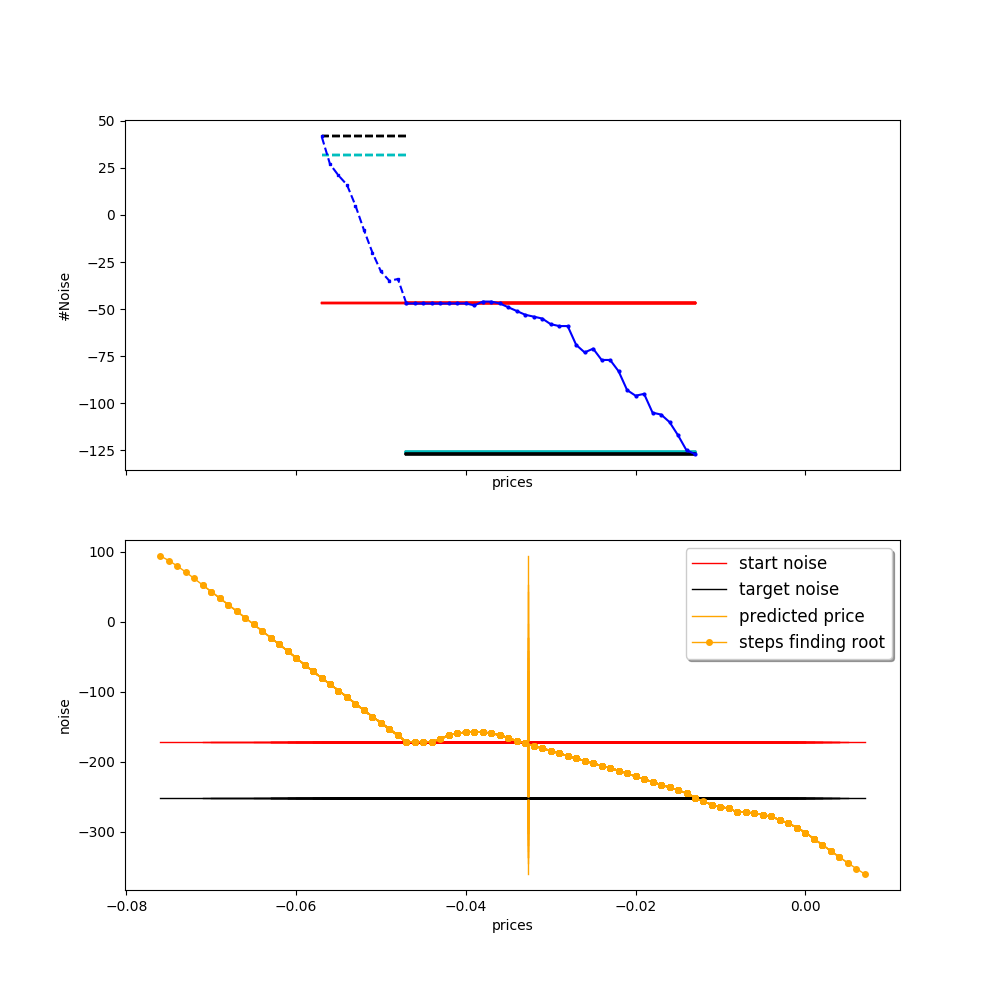 50
25
0
−25
−50
−75
−100
−125
#Noise
prices
100
0
−100
−200
−300
noise
start noise
target noise
predicted price
steps finding root
−0.08
−0.06
−0.04
−0.02
0.00
prices